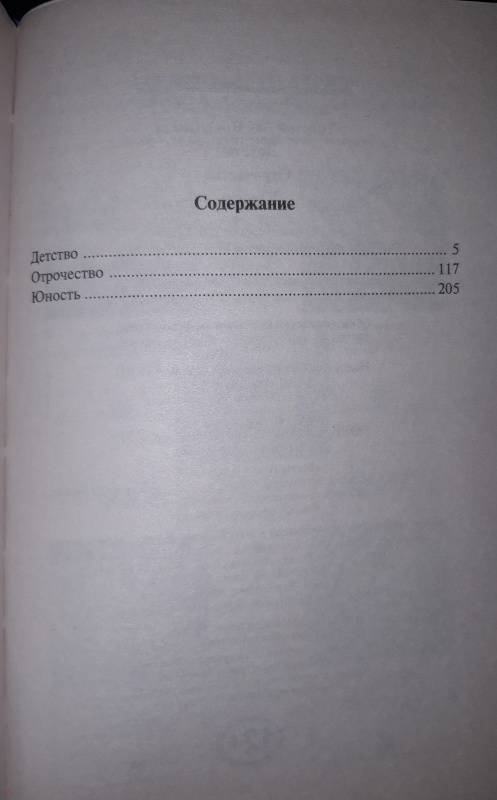 Содержание
Детство ........................................................................................ 5
Отрочество ................................................................................ 117
Юность ...................................................................................... 205